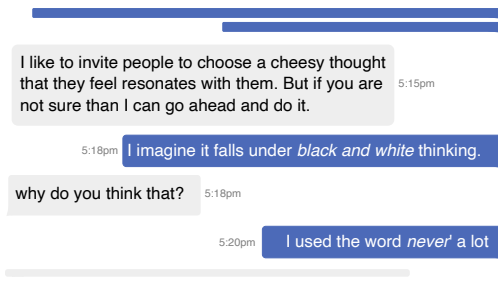 I like to invite people to choose a cheesy thought
that they feel resonates with them. But if you are
not sure than I can go ahead and do it.
5:15pm
5:18pm
I imagine it falls under black and white thinking.
why do you think that?
5:18pm
5:20pm
I used the word never' a lot